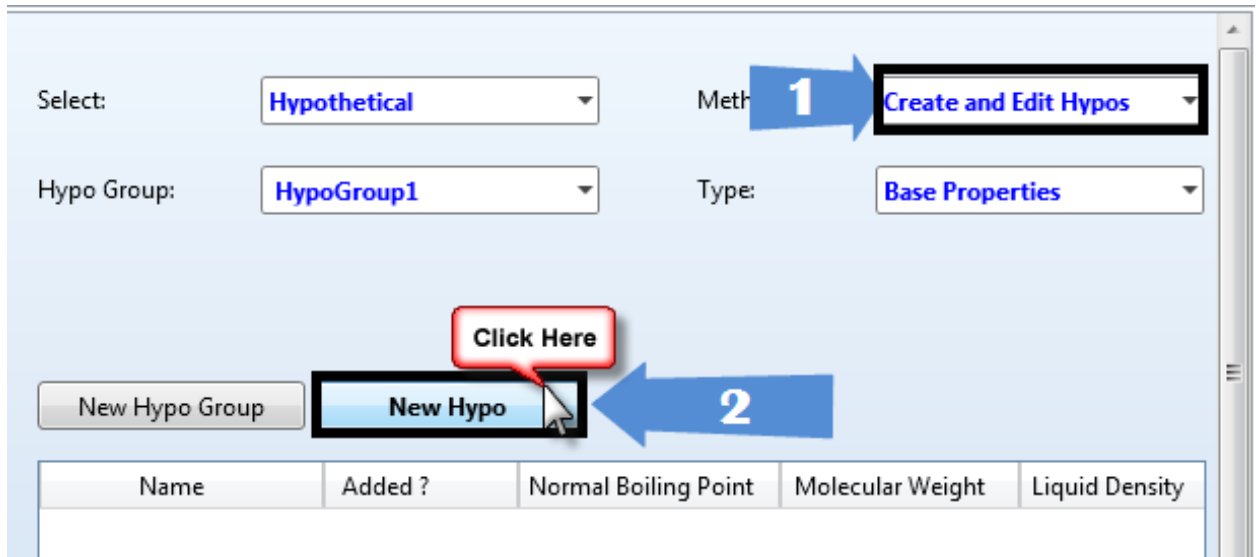 Select: Hypothetical Meth 1 Create and Edit Hypos
Hypo Group: HypoGroup1 Type: Base Properties
Click Here
New Hypo Group New Hypo 2
Name Added ? Normal Boiling Point Molecular Weight Liquid Density